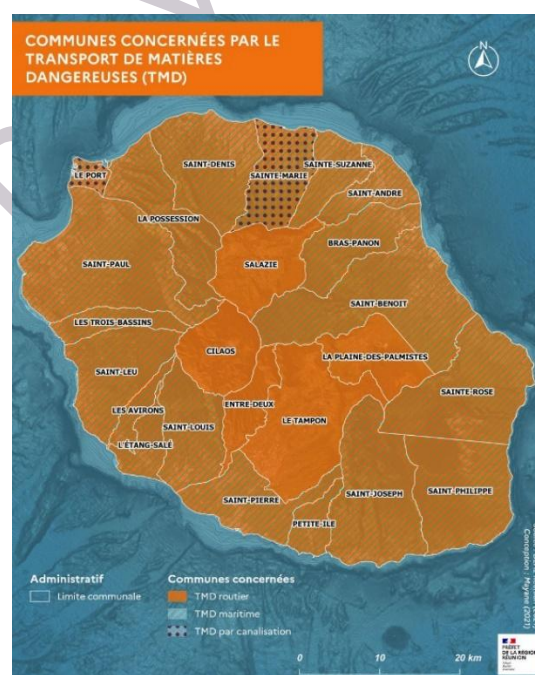 COMMUNES CONCERNÉES PAR LE
TRANSPORT DE MATIÈRES
DANGEREUSES (TMD)
N
SAINT-DENIS
SAINTE-MARIE
SAINTE-SUZANNE
LE PORT
SAINT-ANDRE
LA POSSESSION
BRAS-PANON
SAINT-PAUL
SALAZIE
SAINT-BENOIT
LES TROIS-BASSINS
CILAOS
LA PLAINE-DES-PALMISTES
SAINT-LEU
SAINTE-ROSE
LES AVIRONS
ENTRE-DEUX
LE TAMPON
SAINT-LOUIS
L'ÉTANG-SALÉ
SAINT-PIERRE
SAINT-JOSEPH
SAINT-PHILIPPE
PETITE-ILE
Administratif
Limite communale
Communes concernées
TMD routier
TMD maritime
TMD par canalisation
0 10 20 km
Conception : Mayane (2021)
PRÉFET
DE LA RÉGION
RÉUNION